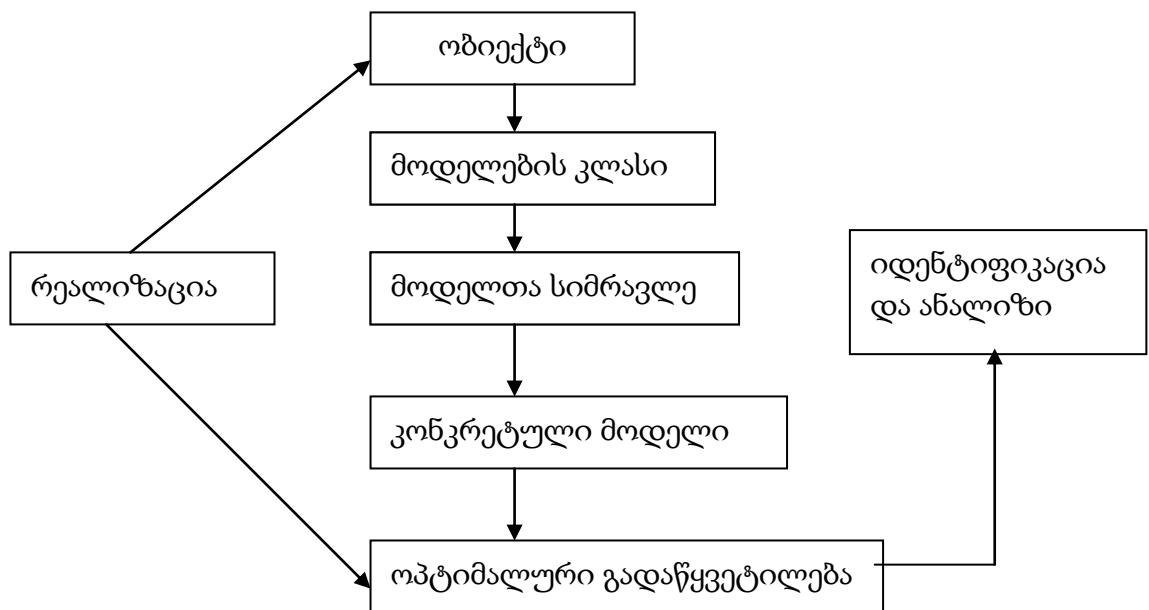 ობიექტი
მოდელების კლასი
რეალიზაცია
მოდელთა სიმრავლე
იდენტიფიკაცია
და ანალიზი
კონკრეტული მოდელი
ოპტიმალური გადაწყვეტილება